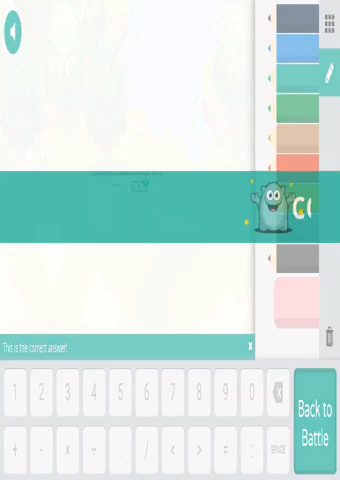 C
This is the correct answer!
x
1 2 3 4 5 6 7 8 9 0
+ - × ÷ . / < > = : SPACE
Back to
Battle